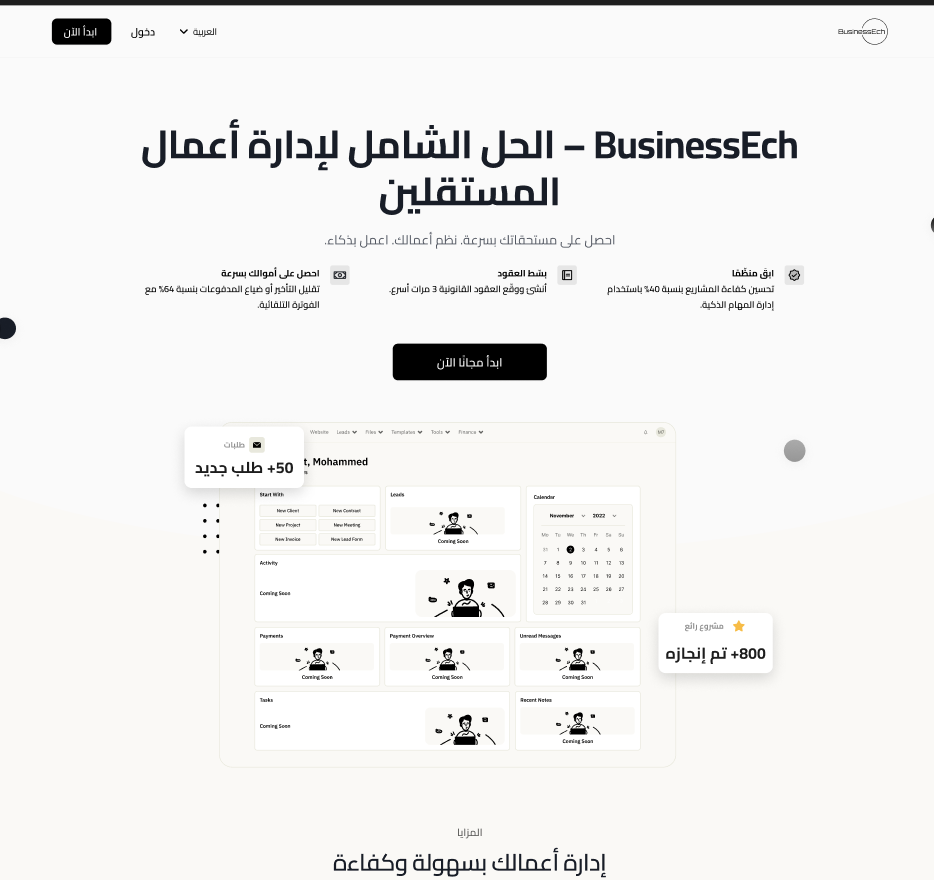 BusinessEch
العربية
دخول
ابدأ الآن
BusinessEch – الحل الشامل لإدارة أعمال
المستقلين
احصل على مستحقاتك بسرعة. نظم أعمالك. اعمل بذكاء.
ابقَ منظّمًا
تحسين كفاءة المشاريع بنسبة 40% باستخدام
إدارة المهام الذكية.
بسّط العقود
أنشئ ووقّع العقود القانونية 3 مرات أسرع.
احصل على أموالك بسرعة
تقليل التأخير أو ضياع المدفوعات بنسبة 64% مع
الفوترة التلقائية.
ابدأ مجانًا الآن
طلبات
50+ طلب جديد
Website Leads Files Templates Tools Finance
t, Mohammed
Start With
New Client New Contract
New Project New Meeting
New Invoice New Lead Form
Leads
Coming Soon
Calendar
November 2022
Mo Tu We Th Fr Sa Su
31 1 2 3 4 5 6
7 8 9 10 11 12 13
14 15 16 17 18 19 20
21 22 23 24 25 26 27
28 29 30 31
Activity
Coming Soon
مشروع رائع
800+ تم إنجازه
Payments
Coming Soon
Payment Overview
Coming Soon
Unread Messages
Coming Soon
Tasks
Coming Soon
Recent Notes
Coming Soon
المزايا
إدارة أعمالك بسهولة وكفاءة